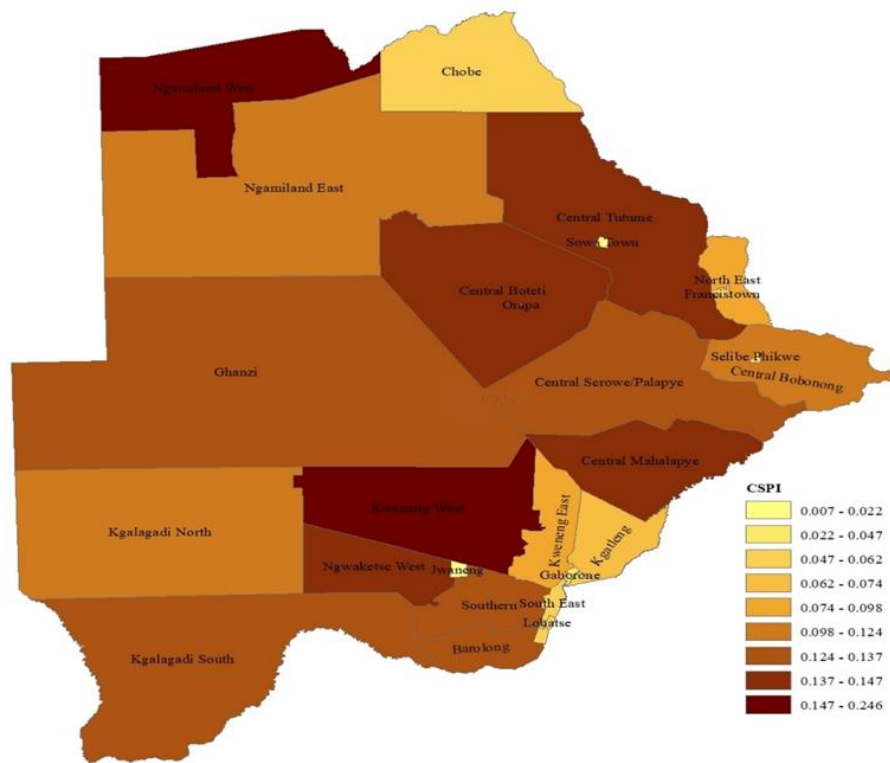 Chobe
Ngamiland West
Ngamiland East
Central Tutume
Sowa Town
North East
Francistown
Central Boteti
Orapa
Selibe Phikwe
Central Bobonong
Ghanzi
Central Serowe/Palapye
Central Mahalapye
CSPI
0.007 - 0.022
0.022 - 0.047
0.047 - 0.062
0.062 - 0.074
0.074 - 0.098
0.098 - 0.124
0.124 - 0.137
0.137 - 0.147
0.147 - 0.246
Kweneng West
Kweneng East
Kgatleng
Kgalagadi North
Ngwaketse West
Jwaneng
Gaborone
Southern
South East
Lobatse
Barolong
Kgalagadi South